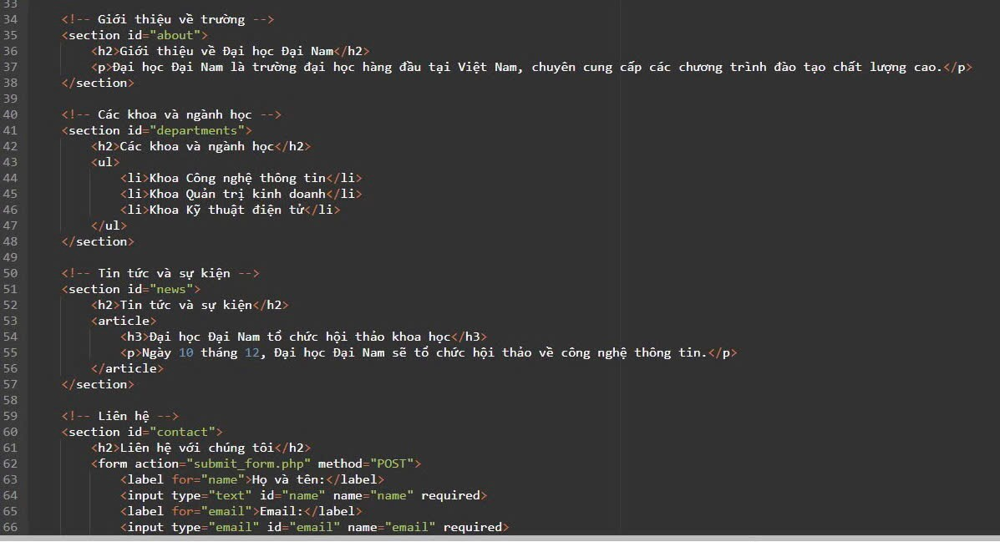 33
34 <!-- Giới thiệu về trường -->
35 <section id="about">
36 <h2>Giới thiệu về Đại học Đại Nam</h2>
37 <p>Đại học Đại Nam là trường đại học hàng đầu tại Việt Nam, chuyên cung cấp các chương trình đào tạo chất lượng cao.</p>
38 </section>
39
40 <!-- Các khoa và ngành học -->
41 <section id="departments">
42 <h2>Các khoa và ngành học</h2>
43 <ul>
44 <li>Khoa Công nghệ thông tin</li>
45 <li>Khoa Quản trị kinh doanh</li>
46 <li>Khoa Kỹ thuật điện tử</li>
47 </ul>
48 </section>
49
50 <!-- Tin tức và sự kiện -->
51 <section id="news">
52 <h2>Tin tức và sự kiện</h2>
53 <article>
54 <h3>Đại học Đại Nam tổ chức hội thảo khoa học</h3>
55 <p>Ngày 10 tháng 12, Đại học Đại Nam sẽ tổ chức hội thảo về công nghệ thông tin.</p>
56 </article>
57 </section>
58
59 <!-- Liên hệ -->
60 <section id="contact">
61 <h2>Liên hệ với chúng tôi</h2>
62 <form action="submit_form.php" method="POST">
63 <label for="name">Họ và tên:</label>
64 <input type="text" id="name" name="name" required>
65 <label for="email">Email:</label>
66 <input type="email" id="email" name="email" required>